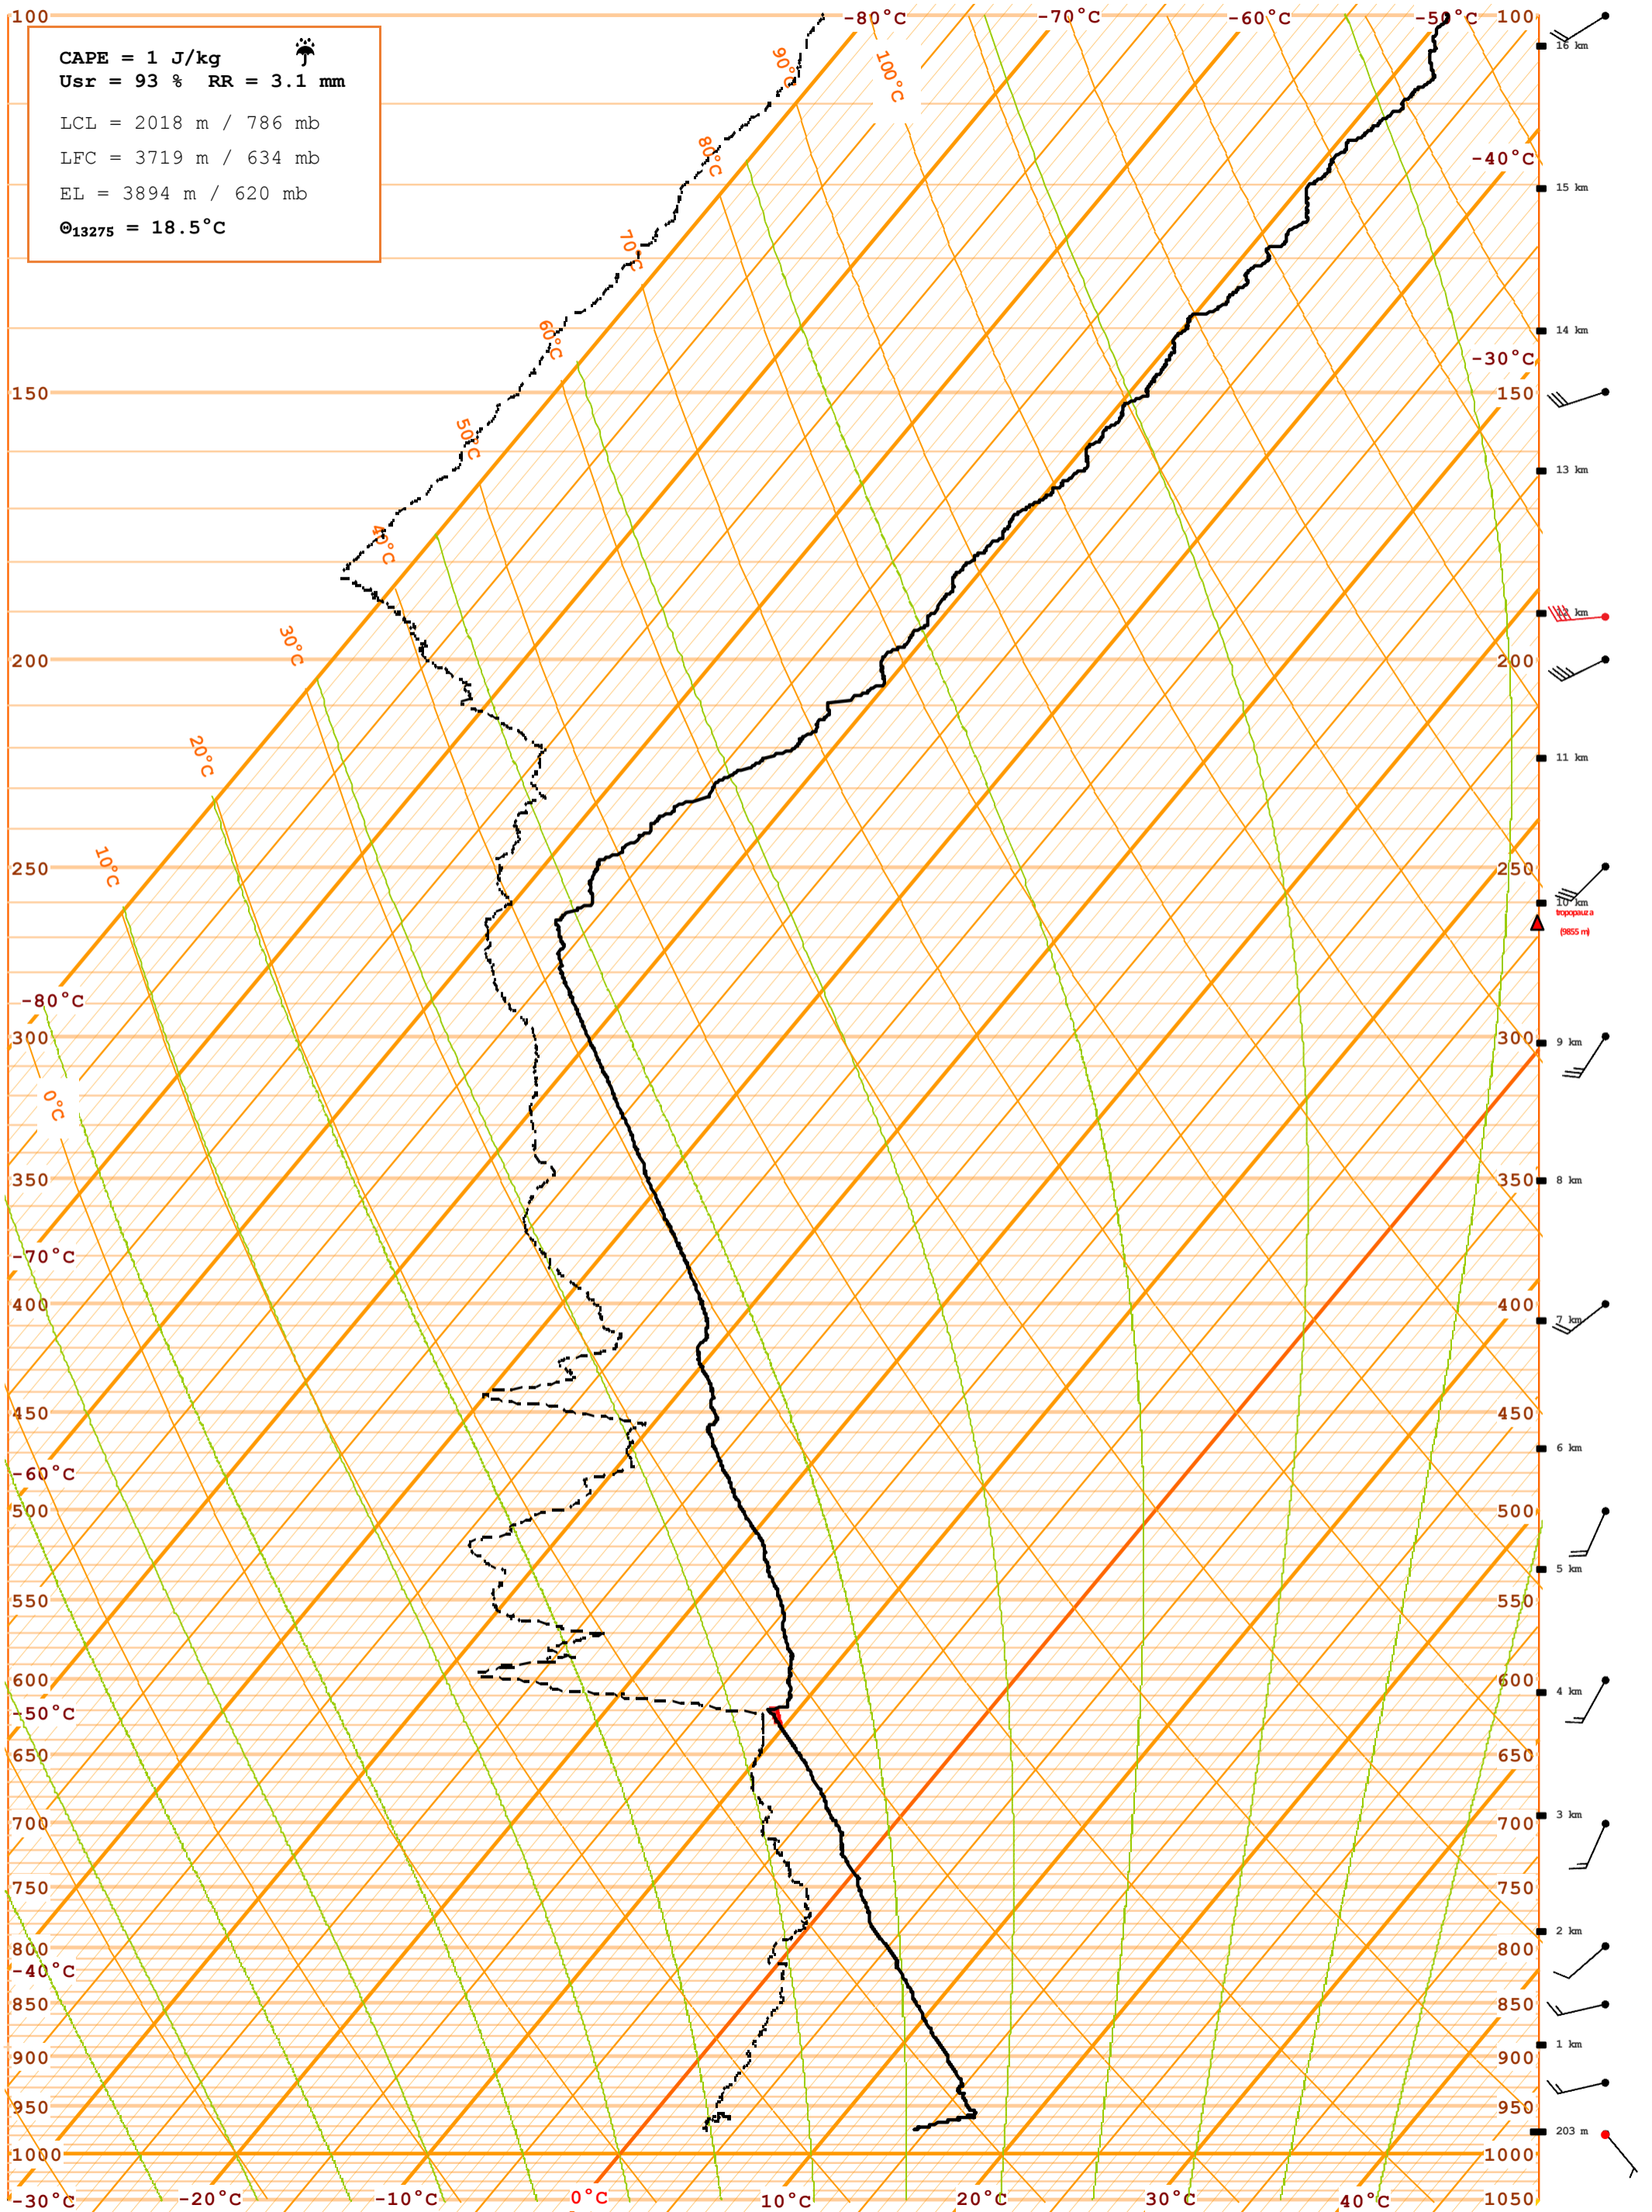 100 -80°C -70°C -60°C -50°C 100
16 km
CAPE = 1 J/kg
Usr = 93 % RR = 3.1 mm
LCL = 2018 m / 786 mb
LFC = 3719 m / 634 mb
EL = 3894 m / 620 mb
Θ13275 = 18.5°C
90°C
100°C
80°C
-40°C
15 km
70°C
60°C
14 km
-30°C
150 150
50°C
13 km
40°C
12 km
30°C
200 200
20°C
11 km
10°C
250 250
10 km
tropopauza
(9855 m)
-80°C
300 300
9 km
0°C
350 350
8 km
-70°C
400 400
7 km
450 450
6 km
-60°C
500 500
5 km
550 550
600 600
4 km
-50°C
650 650
3 km
700 700
750 750
2 km
800 800
-40°C
850 850
1 km
900 900
950 950
203 m
1000 1000
-30°C -20°C -10°C 0°C 10°C 20°C 30°C 40°C 1050